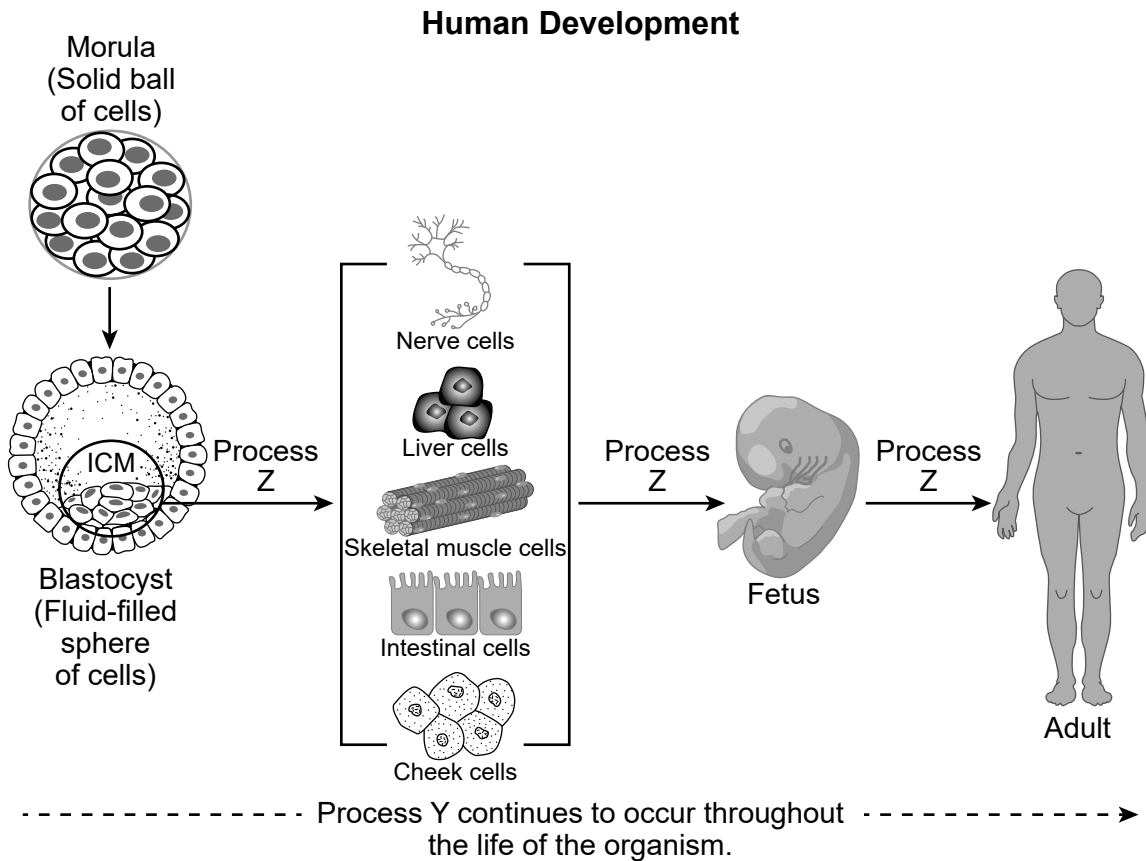 Human Development
Morula
(Solid ball
of cells)
ICM
Blastocyst
(Fluid-filled
sphere
of cells)
Process
Z
Nerve cells
Liver cells
Skeletal muscle cells
Intestinal cells
Cheek cells
Process
Z
Fetus
Process
Z
Adult
Process Y continues to occur throughout
the life of the organism.